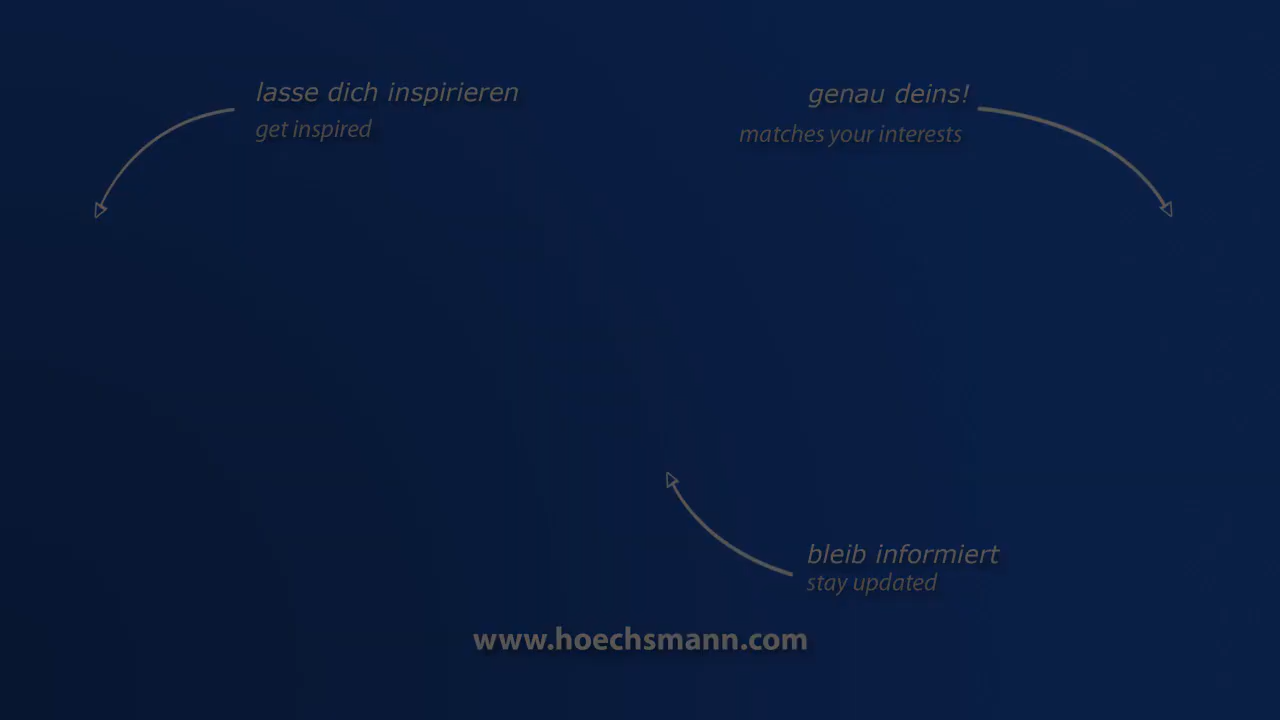 lasse dich inspirieren
get inspired
genau deins!
matches your interests
bleib informiert
stay updated
www.hoechsmann.com